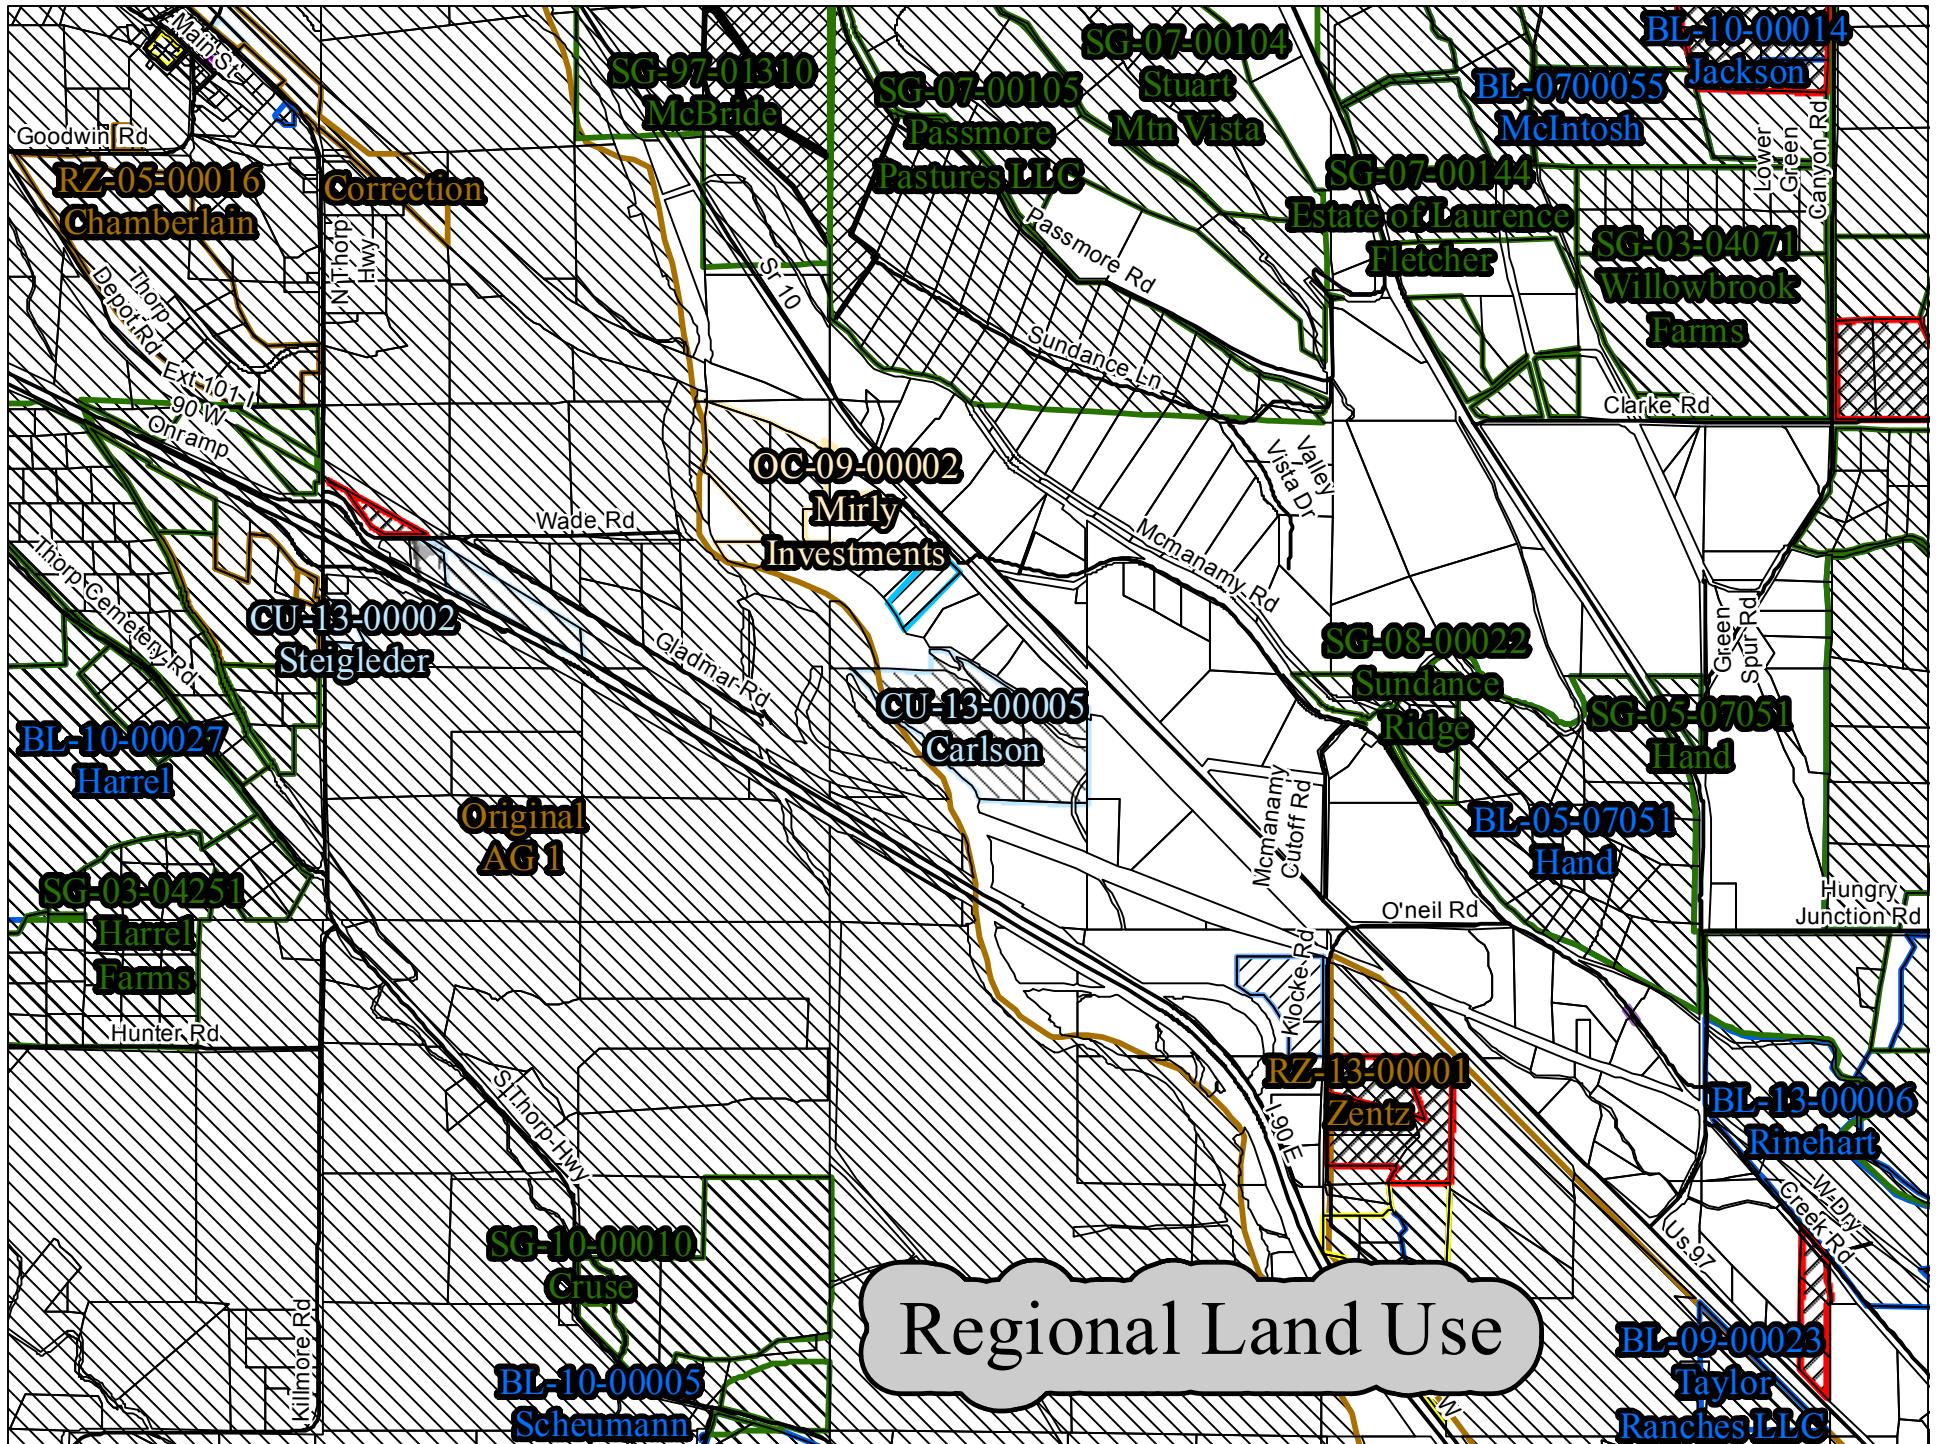 Main St
Goodwin Rd
RZ-05-00016
Chamberlain
Correction
N Thorp
Hwy
Thorp
Depot Rd
Ext 101 I
90 W
Onramp
SG-97-01310
McBride
Sr 10
SG-07-00105
Passmore
Pastures LLC
SG-07-00104
Stuart
Mtn Vista
BL-0700055
McIntosh
BL-10-00014
Jackson
Lower
Green
Canyon Rd
SG-07-00144
Estate of Laurence
Fletcher
SG-03-04071
Willowbrook
Farms
Passmore Rd
Sundance Ln
Clarke Rd
Valley
Vista Dr
OC-09-00002
Mirly
Investments
Wade Rd
Mcmanamy Rd
Thorp Cemetery Rd
CU-13-00002
Steigleder
Gladmar Rd
CU-13-00005
Carlson
SG-08-00022
Sundance
Ridge
Green
Spur Rd
SG-05-07051
Hand
BL-10-00027
Harrel
Original
AG 1
Mcmanamy
Cutoff Rd
BL-05-07051
Hand
SG-03-04251
Harrel
Farms
O'neil Rd
Hungry
Junction Rd
Hunter Rd
Klocke Rd
S Thorp Hwy
I-90 E
RZ-13-00001
Zentz
BL-13-00006
Rinehart
W Dry
Creek Rd
Us 97
SG-10-00010
Cruse
Killmore Rd
BL-10-00005
Scheumann
Regional Land Use
W
BL-09-00023
Taylor
Ranches LLC